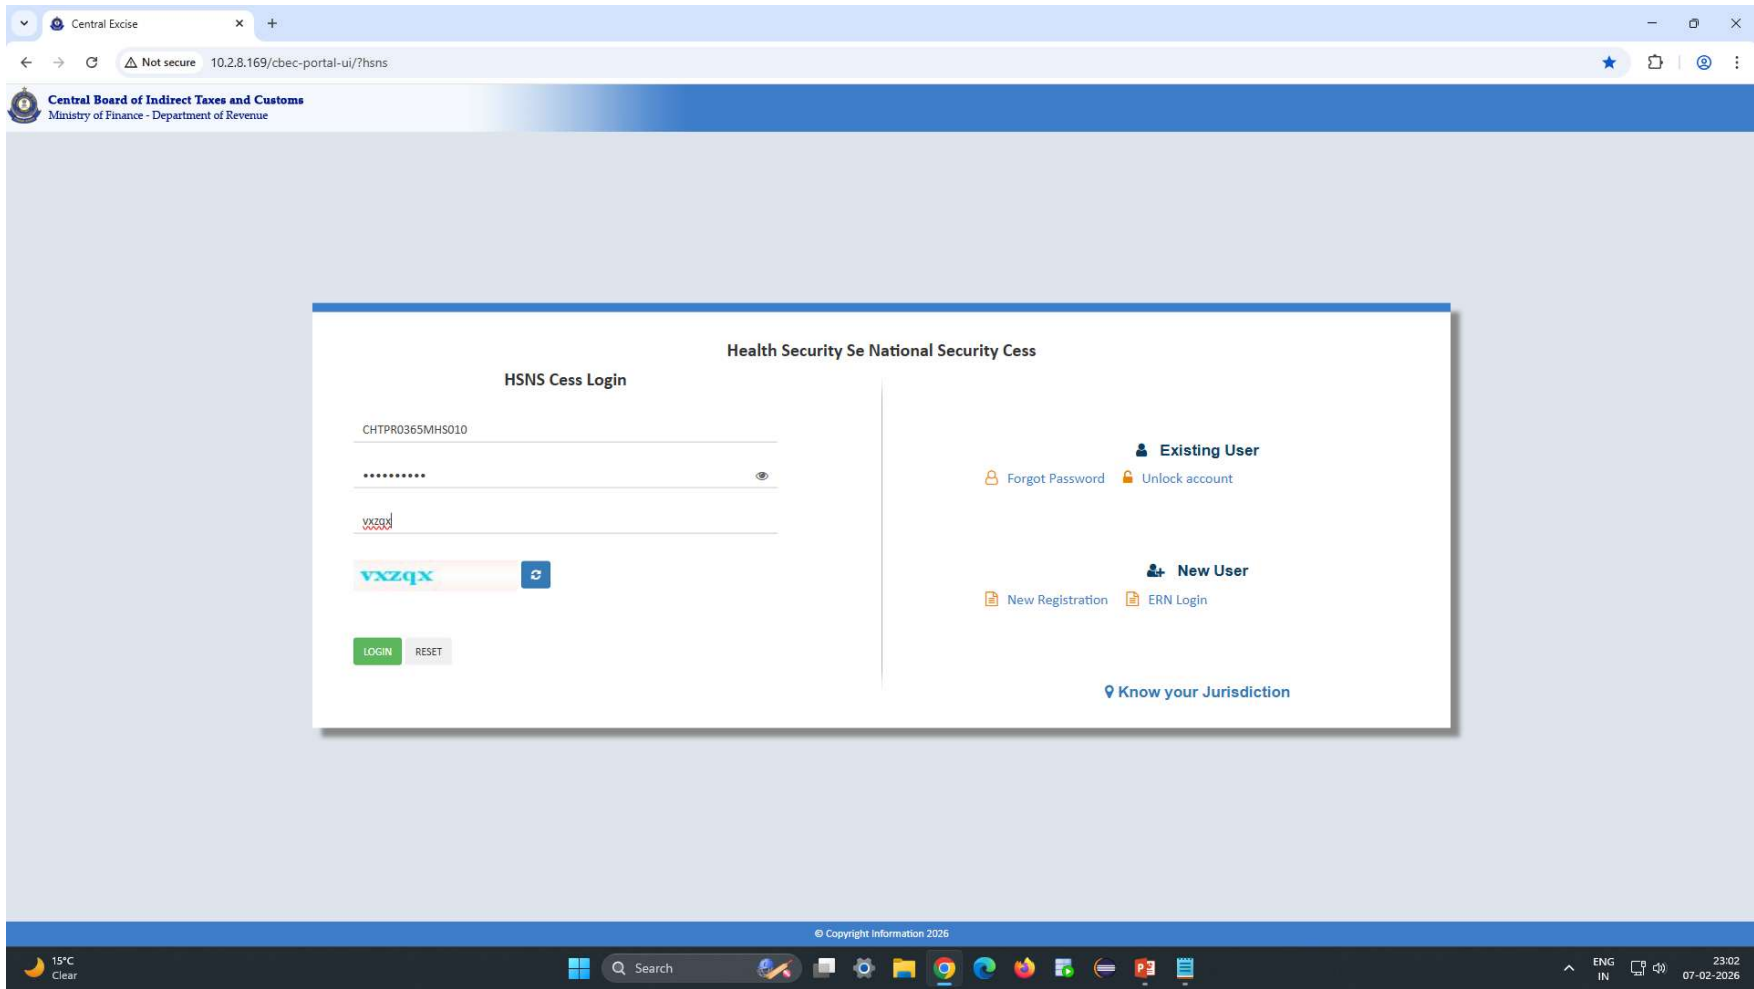 Central Excise
Not secure 10.2.8.169/cbec-portal-ui/?hsns
Central Board of Indirect Taxes and Customs
Ministry of Finance - Department of Revenue
Health Security Se National Security Cess
HSNS Cess Login
CHTPR0365MHS010
••••••••••
vxzqx
vxzqx
LOGIN RESET
Existing User
Forgot Password Unlock account
New User
New Registration ERN Login
Know your Jurisdiction
© Copyright Information 2026
15°C
Clear
Search
ENG
IN
23:02
07-02-2026